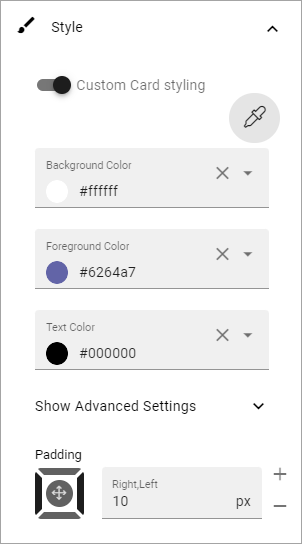 Style
Custom Card styling
Background Color
#ffffff
Foreground Color
#6264a7
Text Color
#000000
Show Advanced Settings
Padding
Right,Left
10 px